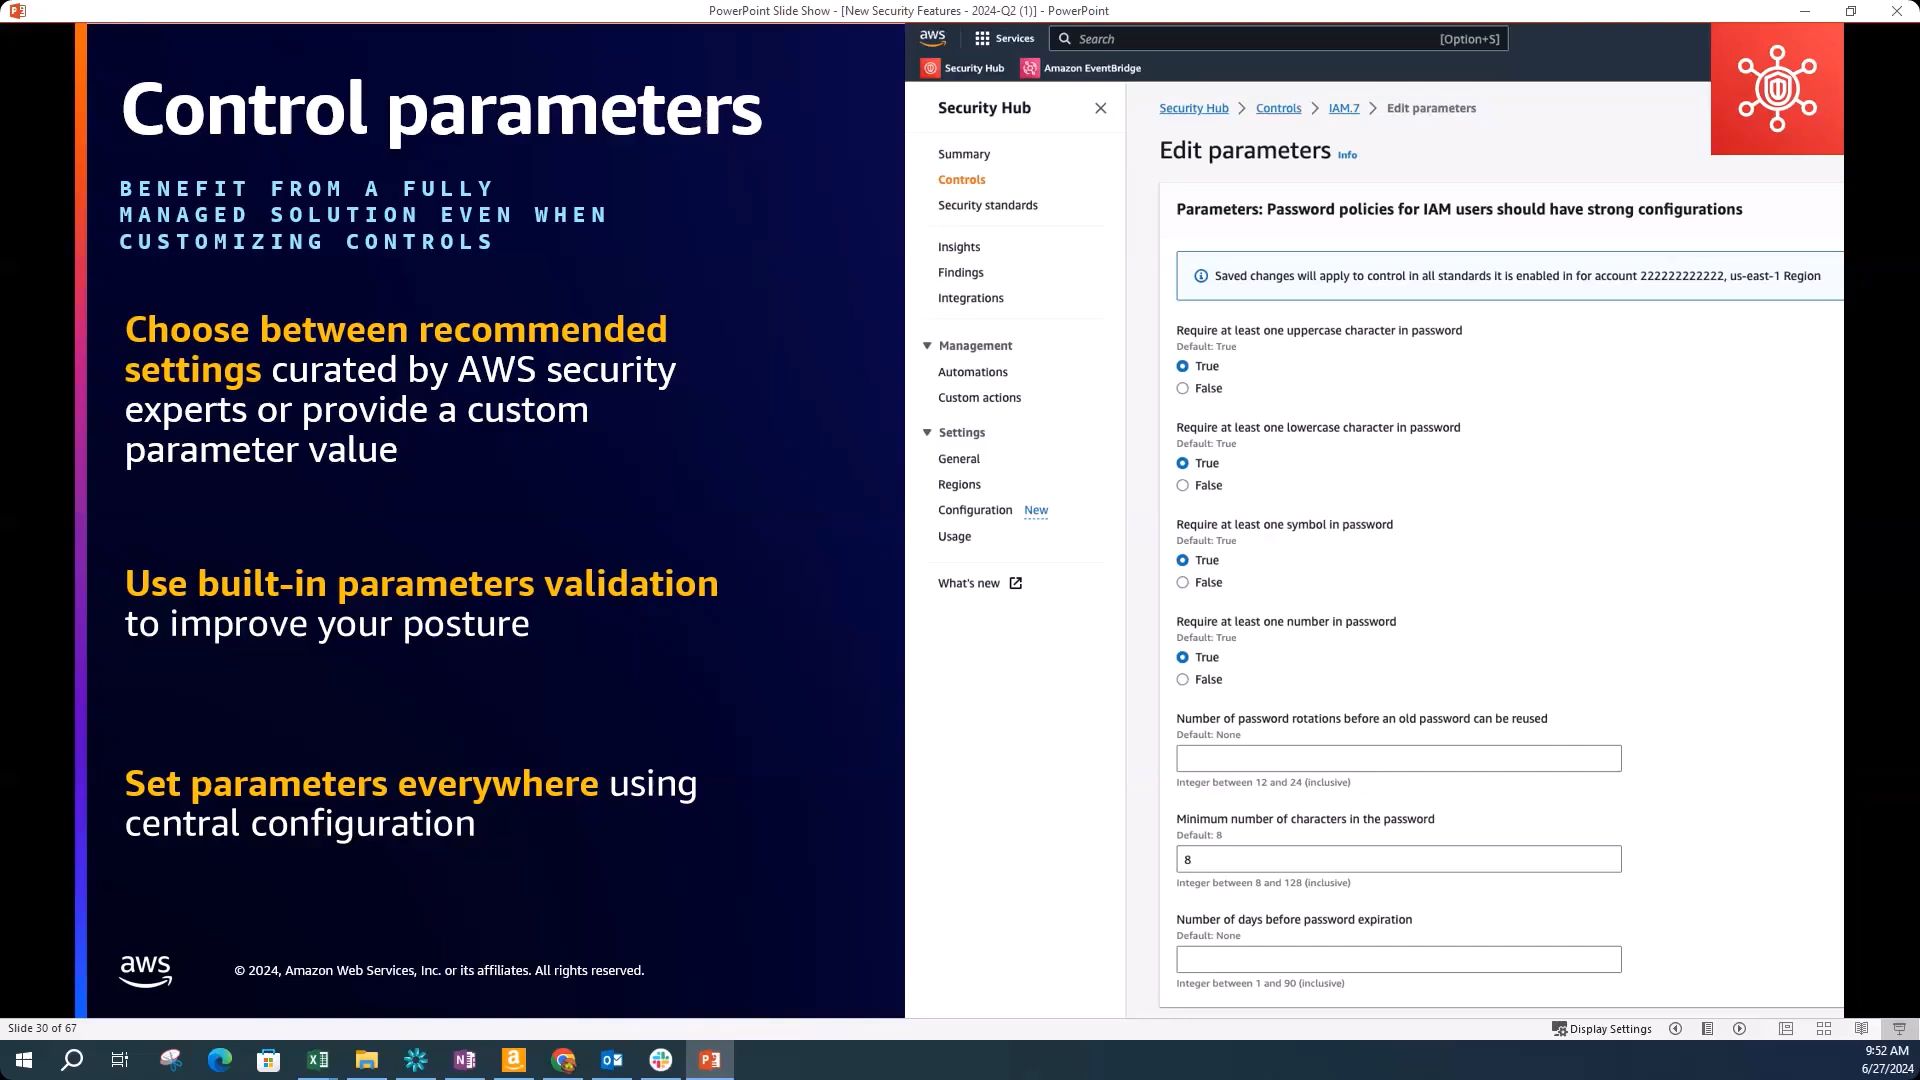 PowerPoint Slide Show - [New Security Features - 2024-Q2 (1)] - PowerPoint
Control parameters
BENEFIT FROM A FULLY
MANAGED SOLUTION EVEN WHEN
CUSTOMIZING CONTROLS
Choose between recommended
settings curated by AWS security
experts or provide a custom
parameter value
Use built-in parameters validation
to improve your posture
Set parameters everywhere using
central configuration
aws
© 2024, Amazon Web Services, Inc. or its affiliates. All rights reserved.
aws
Services
Search
[Option+S]
Security Hub
Amazon EventBridge
Security Hub
Summary
Controls
Security standards
Insights
Findings
Integrations
Management
Automations
Custom actions
Settings
General
Regions
Configuration New
Usage
What's new
Security Hub > Controls > IAM.7 > Edit parameters
Edit parameters Info
Parameters: Password policies for IAM users should have strong configurations
Saved changes will apply to control in all standards it is enabled in for account 222222222222, us-east-1 Region
Require at least one uppercase character in password
Default: True
True
False
Require at least one lowercase character in password
Default: True
True
False
Require at least one symbol in password
Default: True
True
False
Require at least one number in password
Default: True
True
False
Number of password rotations before an old password can be reused
Default: None
Integer between 12 and 24 (inclusive)
Minimum number of characters in the password
Default: 8
8
Integer between 8 and 128 (inclusive)
Number of days before password expiration
Default: None
Integer between 1 and 90 (inclusive)
Slide 30 of 67
Display Settings
9:52 AM
6/27/2024